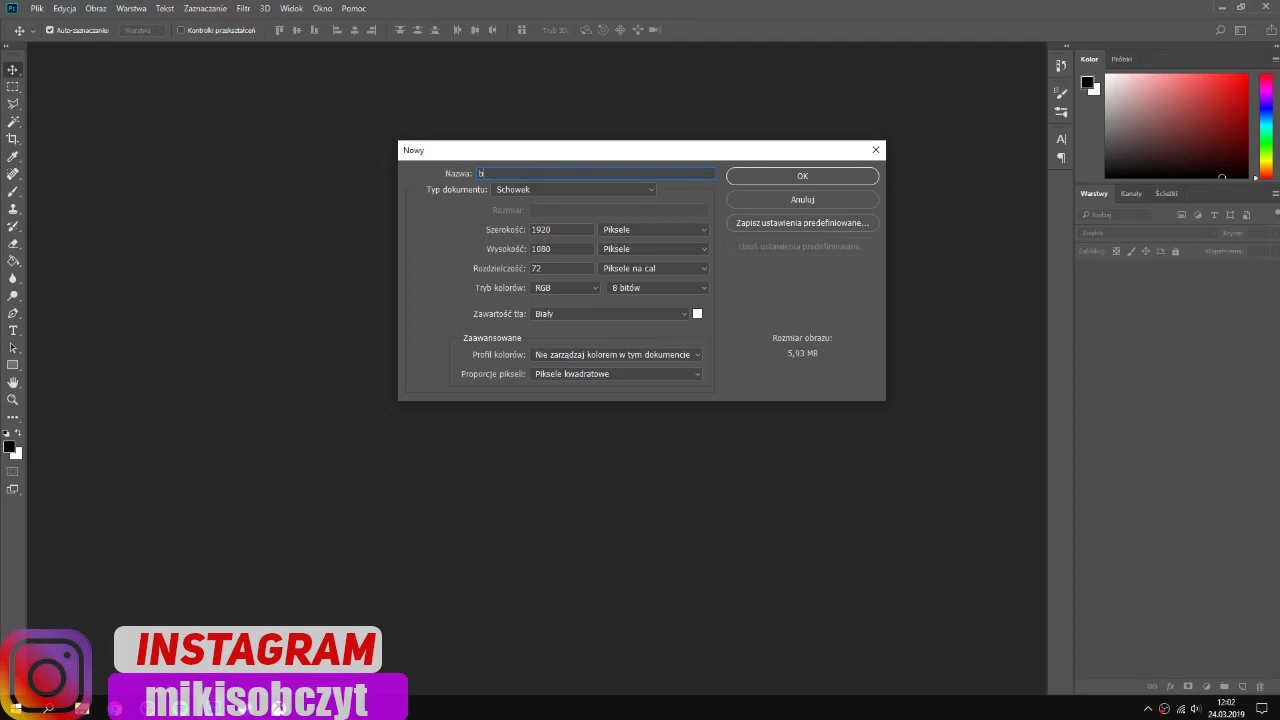 Ps Plik Edycja Obraz Warstwa Tekst Zaznaczanie Filtr 3D Widok Okno Pomoc
Auto-zaznaczanie: Warstwa Kontrolki przekształceń Tryb 3D:
Kolor Próbki
Nowy
Nazwa: b OK
Typ dokumentu: Schowek Anuluj
Rozmiar: Zapisz ustawienia predefiniowane...
Szerokość: 1920 Piksele
Wysokość: 1080 Piksele Usuń ustawienia predefiniowane...
Rozdzielczość: 72 Piksele na cal
Tryb kolorów: RGB 8 bitów
Zawartość tła: Biały
Zaawansowane Rozmiar obrazu:
Profil kolorów: Nie zarządzaj kolorem w tym dokumencie 5,93 MB
Proporcje pikseli: Piksele kwadratowe
Warstwy Kanały Ścieżki
Rodzaj
Zwykły Krycie:
Zablokuj: Wypełnienie:
INSTAGRAM
mikisobczyt
12:02
24.03.2019